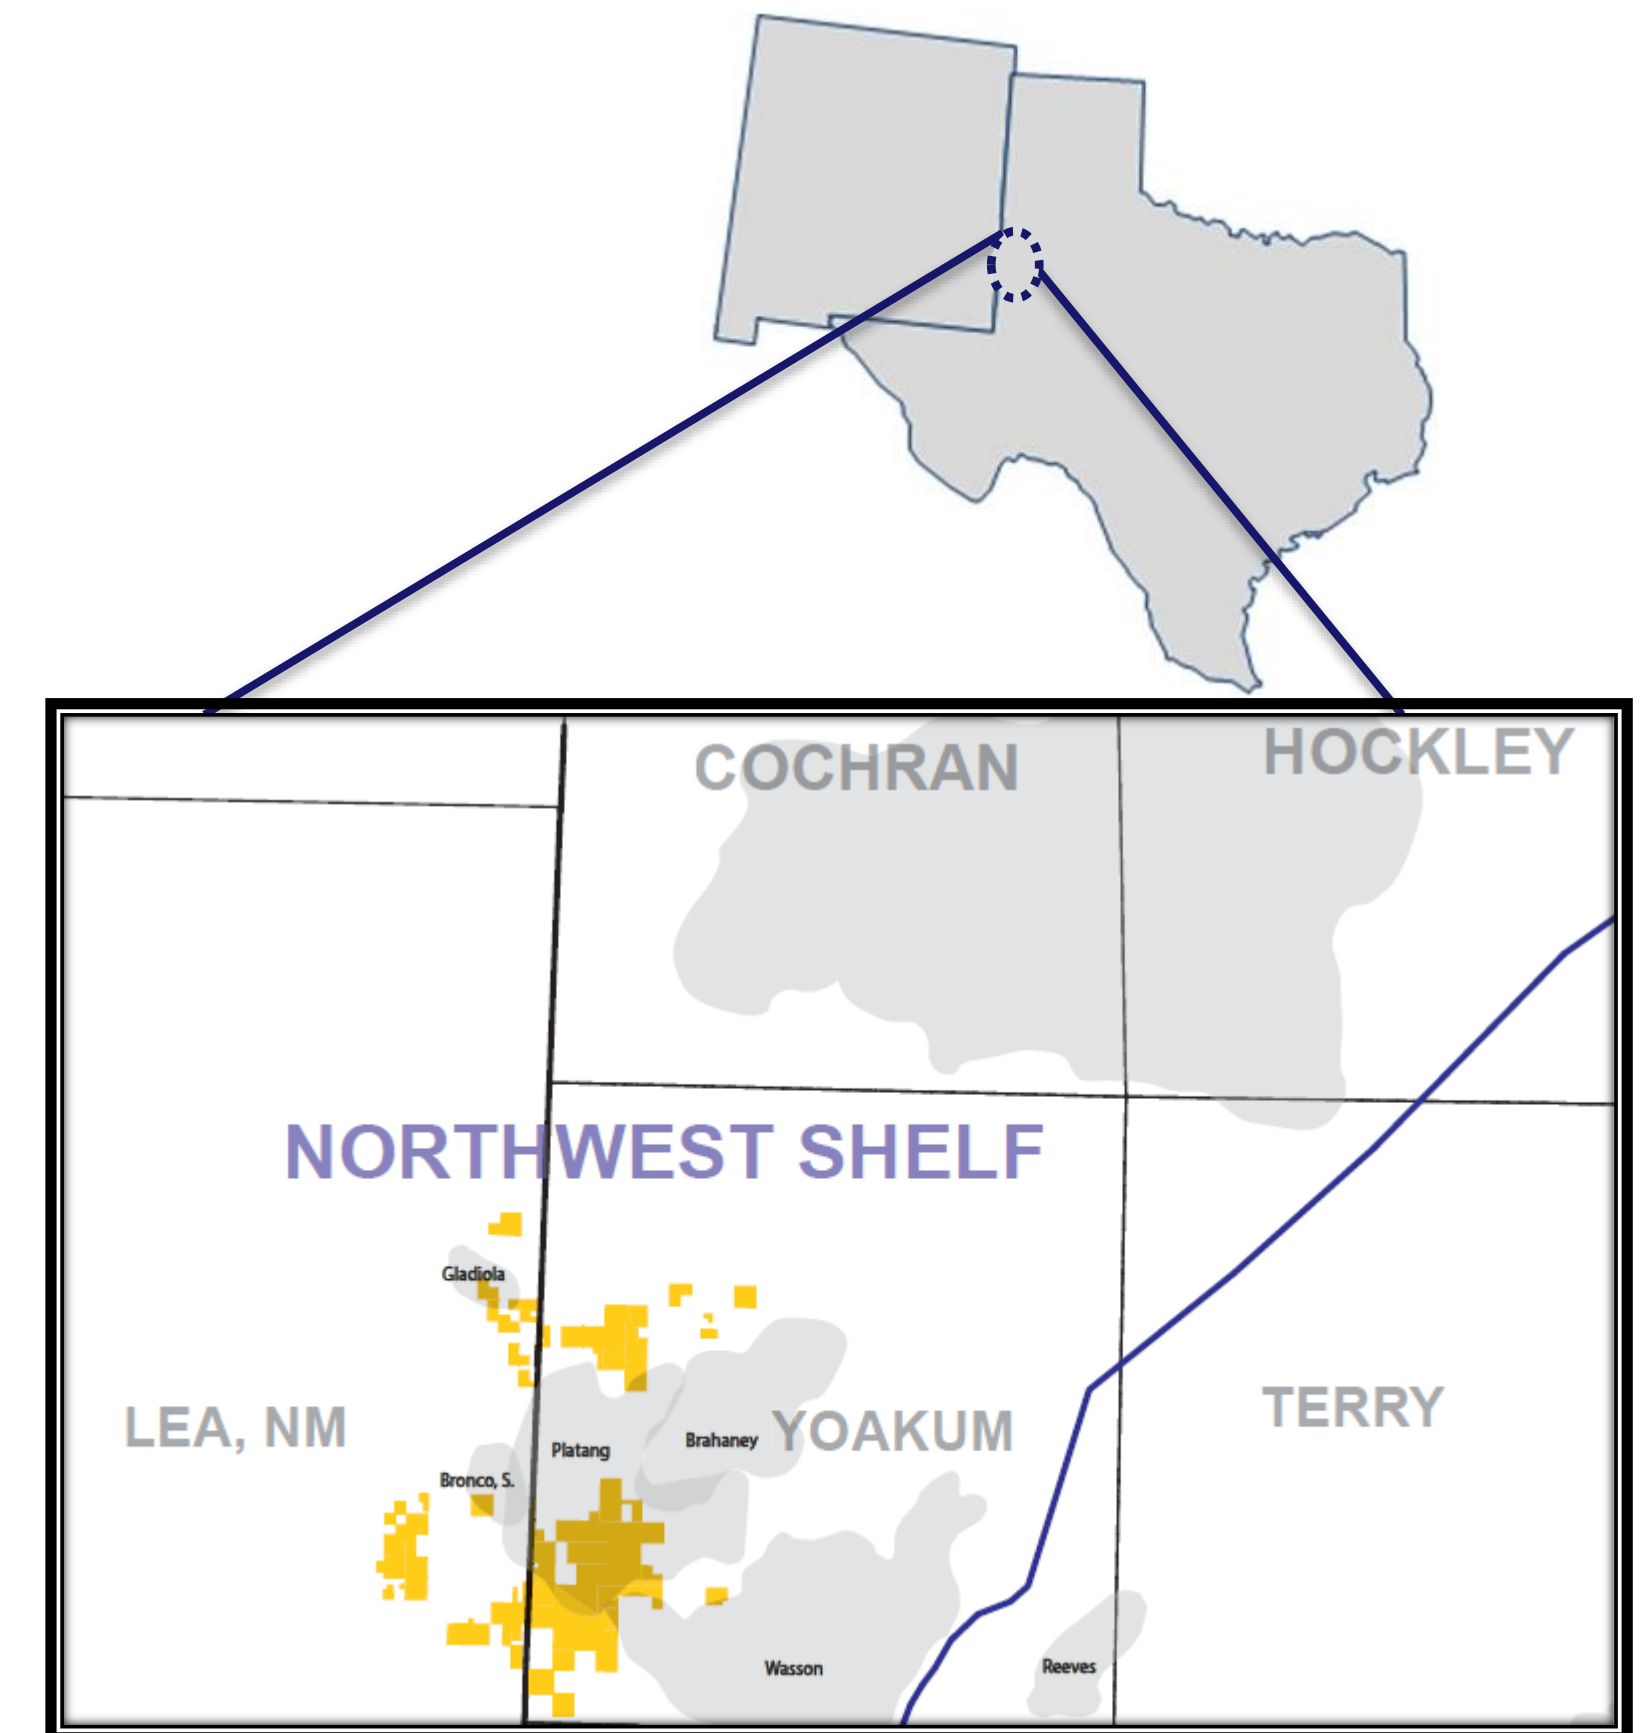 COCHRAN
HOCKLEY
NORTHWEST SHELF
Gladiola
LEA, NM
YOAKUM
TERRY
Platang
Brahaney
Bronco, S.
Wasson
Reeves